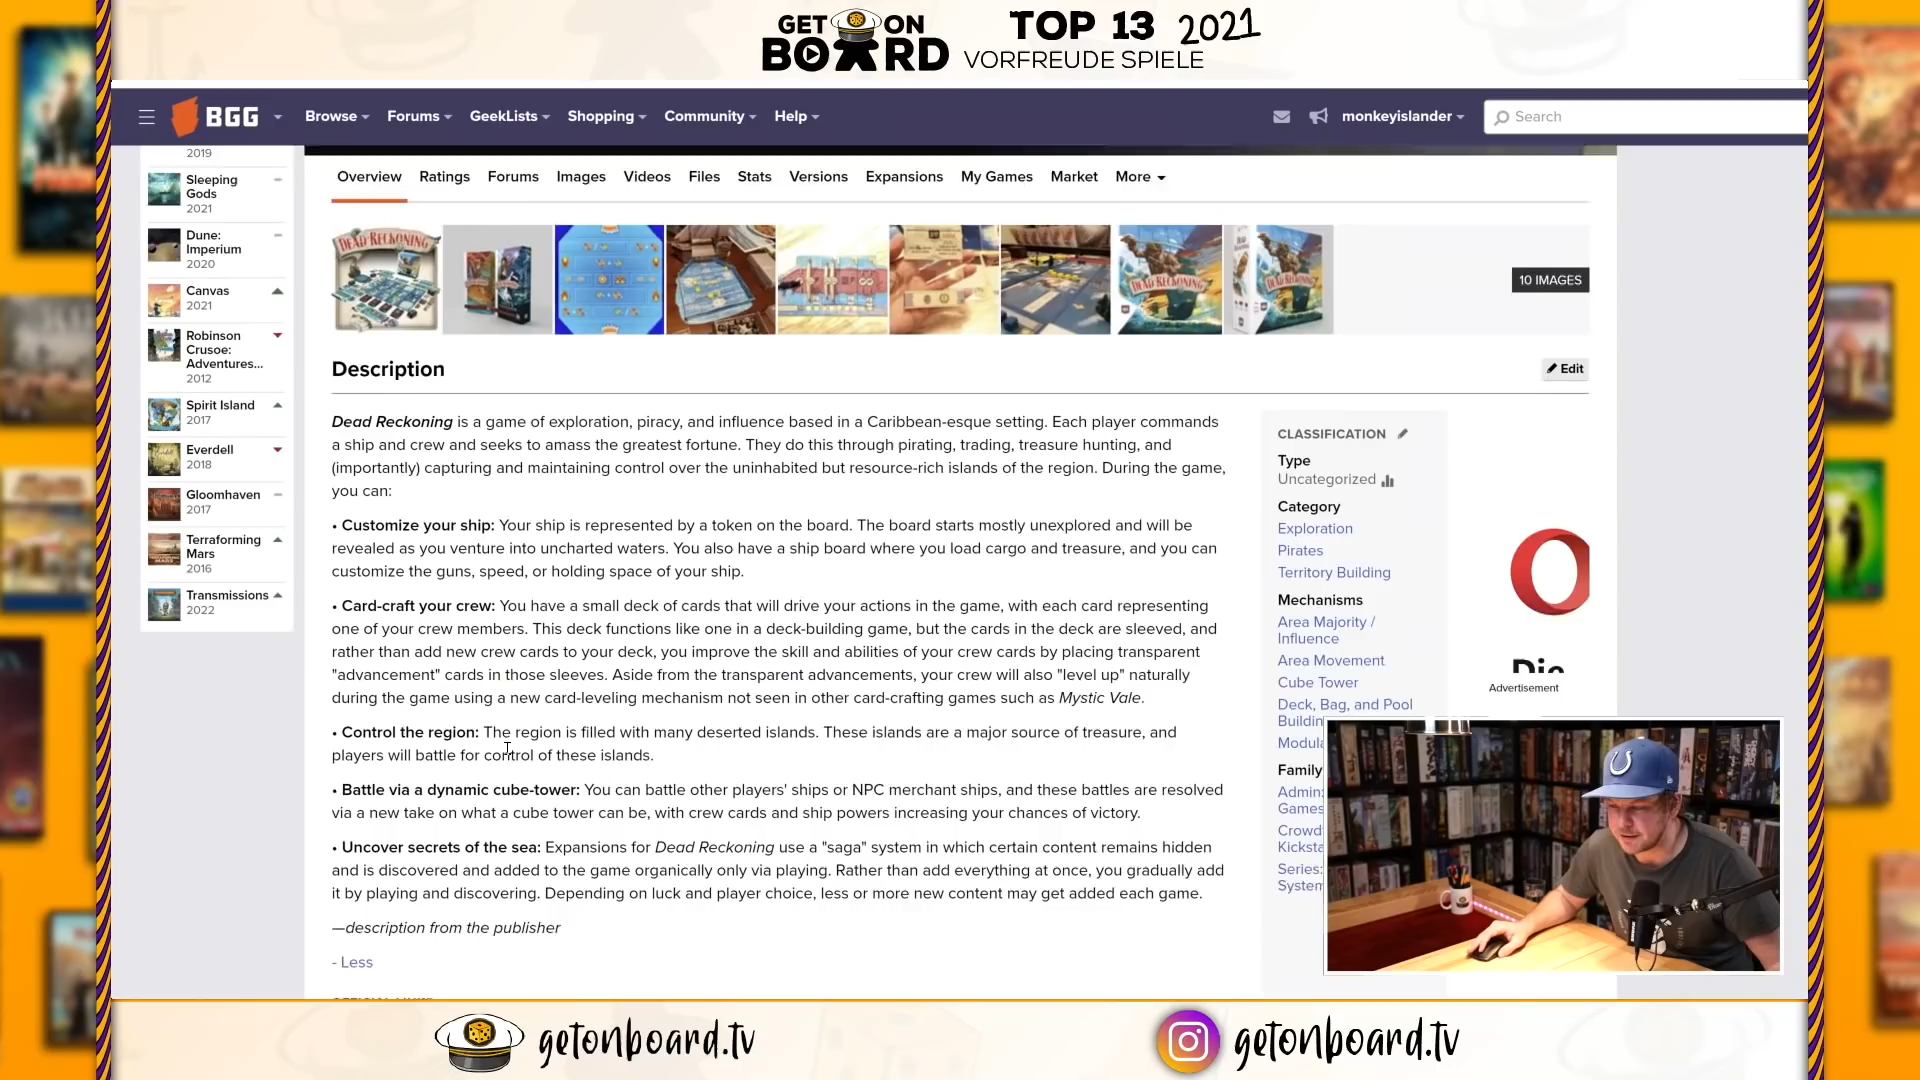 GET ON
BOARD
TOP 13 2021
VORFREUDE SPIELE
BGG
Browse
Forums
GeekLists
Shopping
Community
Help
monkeyislander
Search
2019
Sleeping
Gods
2021
Dune:
Imperium
2020
Canvas
2021
Robinson
Crusoe:
Adventures...
2012
Spirit Island
2017
Everdell
2018
Gloomhaven
2017
Terraforming
Mars
2016
Transmissions
2022
Overview
Ratings
Forums
Images
Videos
Files
Stats
Versions
Expansions
My Games
Market
More
DEAD RECKONING
DEAD RECKONING
DEAD RECKONING
10 IMAGES
Description
Edit
Dead Reckoning is a game of exploration, piracy, and influence based in a Caribbean-esque setting. Each player commands
a ship and crew and seeks to amass the greatest fortune. They do this through pirating, trading, treasure hunting, and
(importantly) capturing and maintaining control over the uninhabited but resource-rich islands of the region. During the game,
you can:
• Customize your ship: Your ship is represented by a token on the board. The board starts mostly unexplored and will be
revealed as you venture into uncharted waters. You also have a ship board where you load cargo and treasure, and you can
customize the guns, speed, or holding space of your ship.
• Card-craft your crew: You have a small deck of cards that will drive your actions in the game, with each card representing
one of your crew members. This deck functions like one in a deck-building game, but the cards in the deck are sleeved, and
rather than add new crew cards to your deck, you improve the skill and abilities of your crew cards by placing transparent
"advancement" cards in those sleeves. Aside from the transparent advancements, your crew will also "level up" naturally
during the game using a new card-leveling mechanism not seen in other card-crafting games such as Mystic Vale.
• Control the region: The region is filled with many deserted islands. These islands are a major source of treasure, and
players will battle for control of these islands.
• Battle via a dynamic cube-tower: You can battle other players' ships or NPC merchant ships, and these battles are resolved
via a new take on what a cube tower can be, with crew cards and ship powers increasing your chances of victory.
• Uncover secrets of the sea: Expansions for Dead Reckoning use a "saga" system in which certain content remains hidden
and is discovered and added to the game organically only via playing. Rather than add everything at once, you gradually add
it by playing and discovering. Depending on luck and player choice, less or more new content may get added each game.
—description from the publisher
- Less
CLASSIFICATION
Type
Uncategorized
Category
Exploration
Pirates
Territory Building
Mechanisms
Area Majority /
Influence
Area Movement
Cube Tower
Deck, Bag, and Pool
Buildin
Modula
Family
Admin:
Games
Crowd
Kicksta
Series:
System
Advertisement
getonboard.tv
getonboard.tv